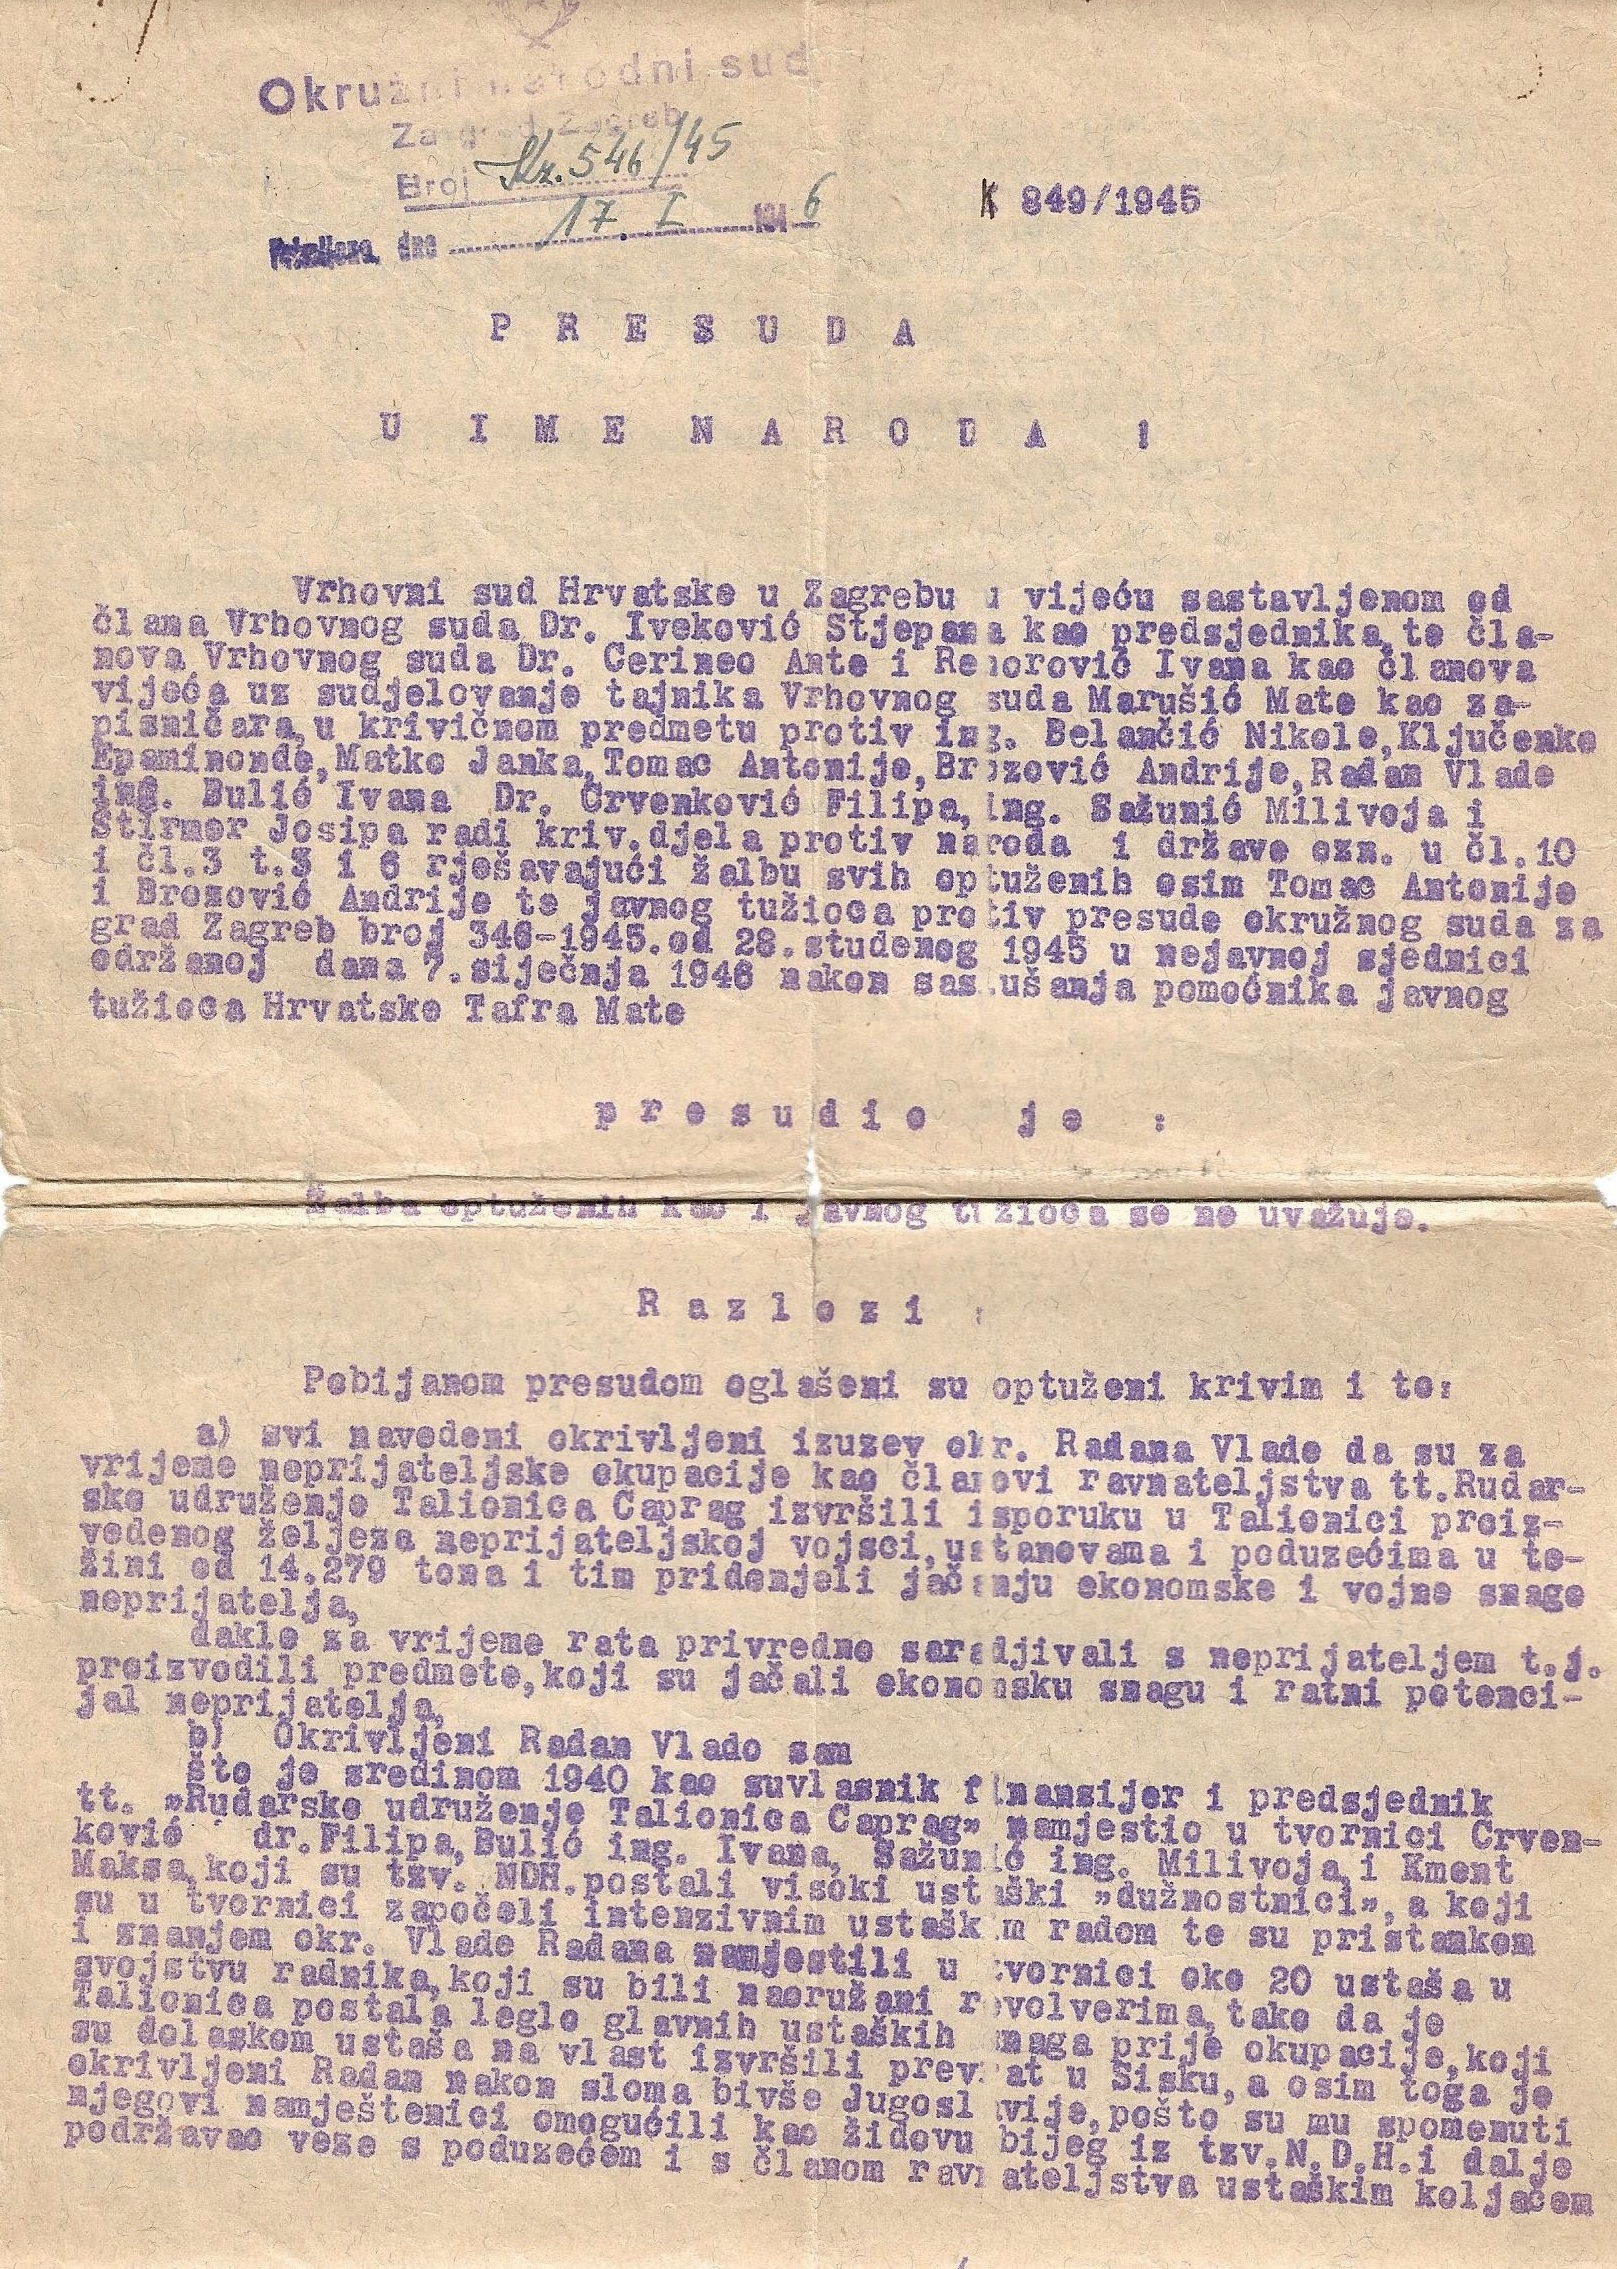 Okružni narodni sud
Za grad Zagreb
Broj Kz.546/45
Primljeno dne 17. I 1946
K 849/1945
P R E S U D A
U I M E N A R O D A !
Vrhovni sud Hrvatske u Zagrebu u vijeću sastavljenom od
člana Vrhovnog suda Dr. Iveković Stjepana kao predsjednika,te čla-
nova Vrhovnog suda Dr. Cerineo Ante i Ivana kao članova
vijeća uz sudjelovanje tajnika Vrhovnog suda Marušić Mate kao za-
pisničara,u krivičnom predmetu protiv ing. Belančić Nikole,Ključenko
Epaminonde,Matko Janka,Tomac Antonije,Brozović Andrije,Radan Vlade
ing. Bulić Ivana Dr. Crvenković Filipa,ing. Sažunić Milivoja i
Štirmer Josipa radi kriv.djela protiv naroda i države ozn. u čl.10
i čl.3 t.3 i 6 rješavajući žalbu svih optuženih osim Tomac Antonije
i Brozović Andrije te javnog tužioca protiv presude okružnog suda za
grad Zagreb broj 346-1945.od 28.studenog 1945 u nejavnoj sjednici
održanoj dana 7.siječnja 1946 nakon saslušanja pomoćnika javnog
tužioca Hrvatske Tafra Mate
p r e s u d i o j e :
Žalba optuženih kao i javnog tužioca se ne uvažuje.
R a z l o z i :
Pobijanom presudom oglašeni su optuženi krivim i to:
a) svi navedeni okrivljeni izuzev okr. Radana Vlade da su za
vrijeme neprijateljske okupacije kao članovi ravnateljstva tt.Rudar-
sko udruženje Talionica Caprag izvršili isporuku u Talionici proiz-
vedenog željeza neprijateljskoj vojsci,ustanovama i poduzećima u te-
žini od 14.279 tona i tim pridonjeli jačanju ekonomske i vojne snage
neprijatelja,
dakle za vrijeme rata privredno saradjivali s neprijateljem t.j.
proizvodili predmete,koji su jačali ekonomsku snagu i ratni potenci-
jal neprijatelja,
b) Okrivljeni Radan Vlado sam
što je sredinom 1940 kao suvlasnik finansijer i predsjednik
tt. "Rudarsko udruženje Talionica Caprag" namjestio u tvornici Crven-
ković dr.Filipa,Bulić ing. Ivana, Sažunić ing. Milivoja,i Kment
Maksa,koji su tzv. NDH.postali visoki ustaški "dužnostnici",a koji
su u tvornici započeli intenzivnim ustaškim radom te su pristankom
i znanjem okr. Vlade Radana namjestili u tvornici oko 20 ustaša u
svojstvu radnika,koji su bili naoružani revolverima,tako da je
Talionica postala leglo glavnih ustaških snaga prije okupacije,koji
su dolaskom ustaša na vlast izvršili prevrat u Sisku,a osim toga je
okrivljeni Radan nakon sloma bivše Jugoslavije,pošto su mu spomenuti
njegovi namještenici omogućili kao židovu bijeg iz tzv.N.D.H.i dalje
podržavao veze s poduzećem i s članom ravnateljstva ustaškim koljačem